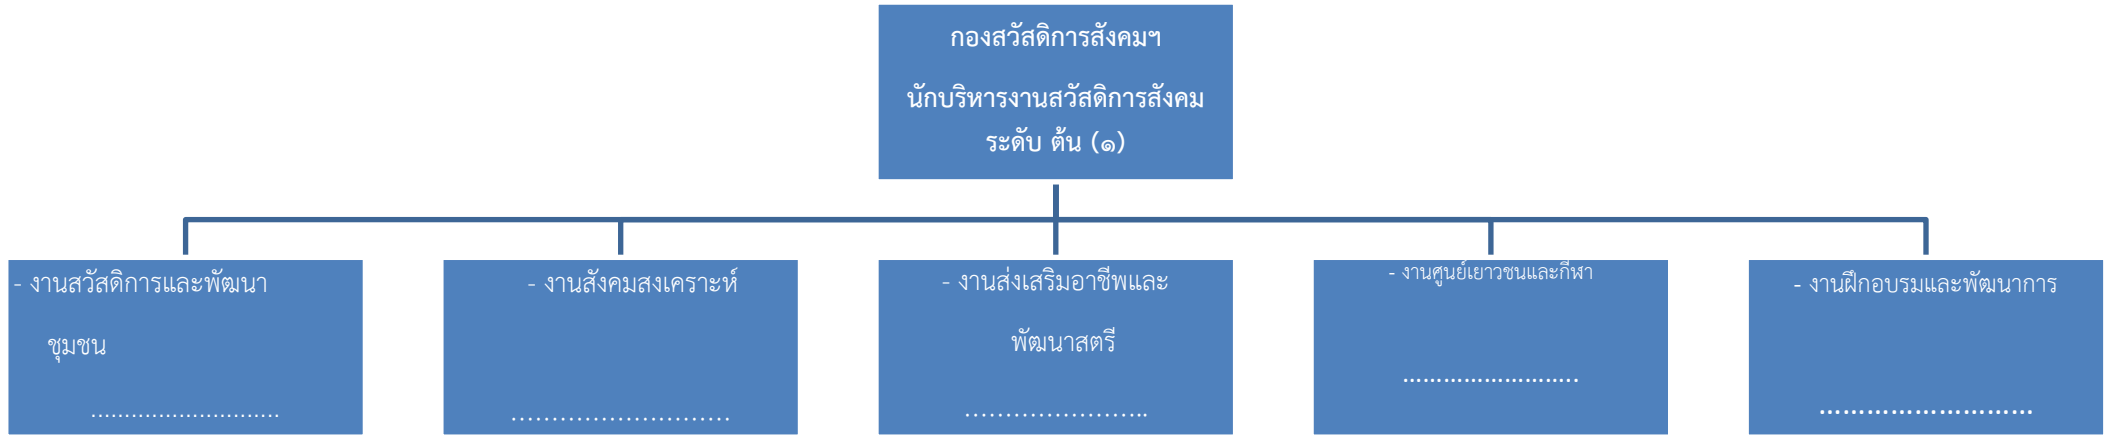 กองสวัสดิการสังคมฯ
นักบริหารงานสวัสดิการสังคม
ระดับ ต้น (๑)
- งานสวัสดิการและพัฒนา
ชุมชน
............................
- งานสังคมสงเคราะห์
...........................
- งานส่งเสริมอาชีพและ
พัฒนาสตรี
.......................
- งานศูนย์เยาวชนและกีฬา
..........................
- งานฝึกอบรมและพัฒนาการ
...........................